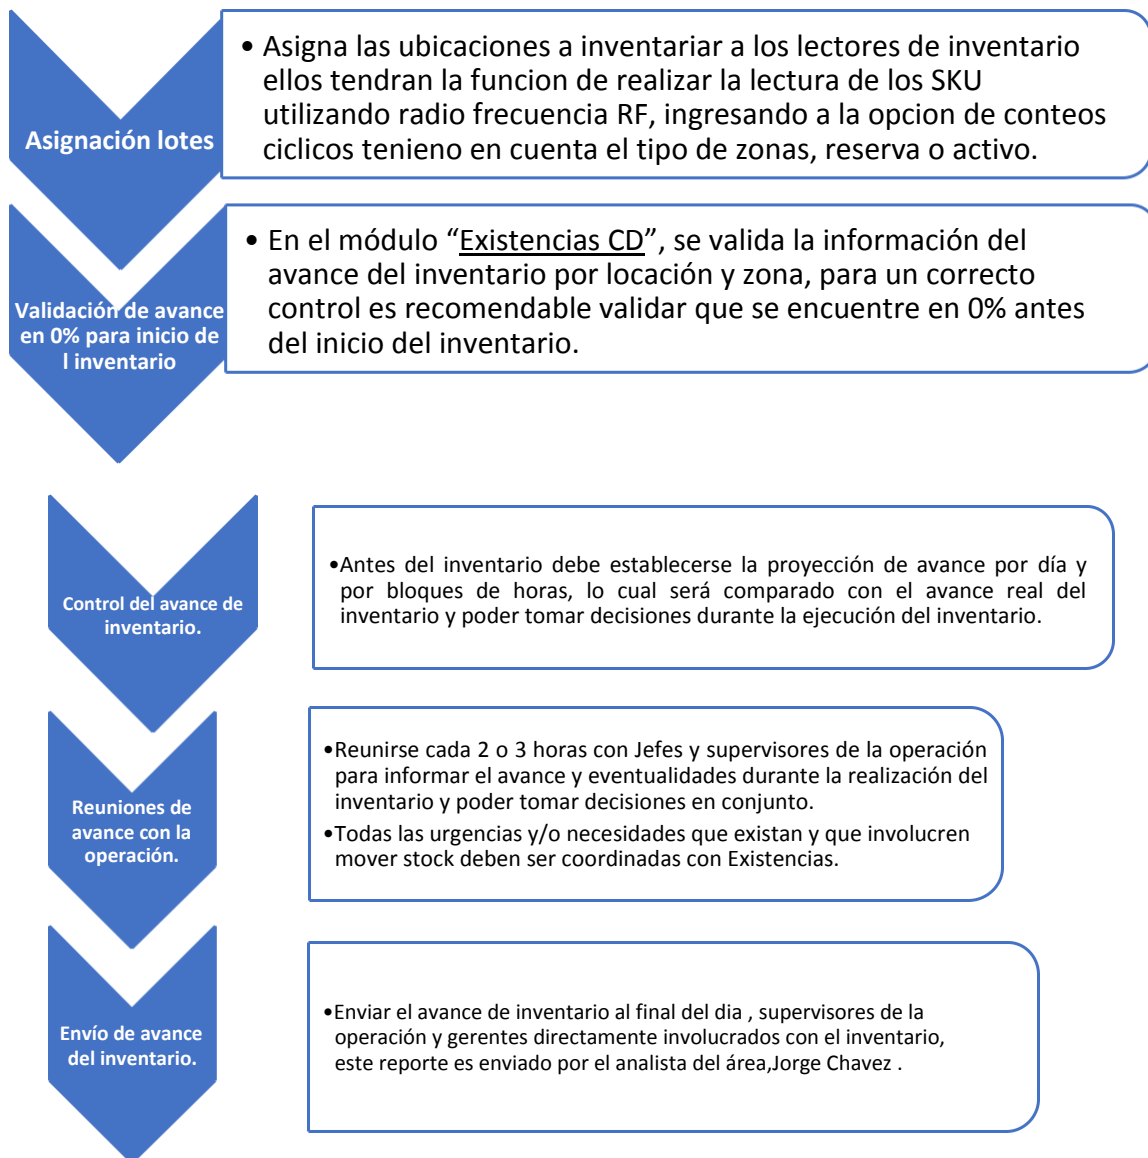 Asignación lotes
• Asigna las ubicaciones a inventariar a los lectores de inventario
ellos tendran la funcion de realizar la lectura de los SKU
utilizando radio frecuencia RF, ingresando a la opcion de conteos
ciclicos tenieno en cuenta el tipo de zonas, reserva o activo.
Validación de avance
en 0% para inicio de
l inventario
• En el módulo “Existencias CD”, se valida la información del
avance del inventario por locación y zona, para un correcto
control es recomendable validar que se encuentre en 0% antes
del inicio del inventario.
Control del avance de
inventario.
•Antes del inventario debe establecerse la proyección de avance por día y
por bloques de horas, lo cual será comparado con el avance real del
inventario y poder tomar decisiones durante la ejecución del inventario.
Reuniones de
avance con la
operación.
•Reunirse cada 2 o 3 horas con Jefes y supervisores de la operación
para informar el avance y eventualidades durante la realización del
inventario y poder tomar decisiones en conjunto.
•Todas las urgencias y/o necesidades que existan y que involucren
mover stock deben ser coordinadas con Existencias.
Envío de avance
del inventario.
•Enviar el avance de inventario al final del dia , supervisores de la
operación y gerentes directamente involucrados con el inventario,
este reporte es enviado por el analista del área,Jorge Chavez .